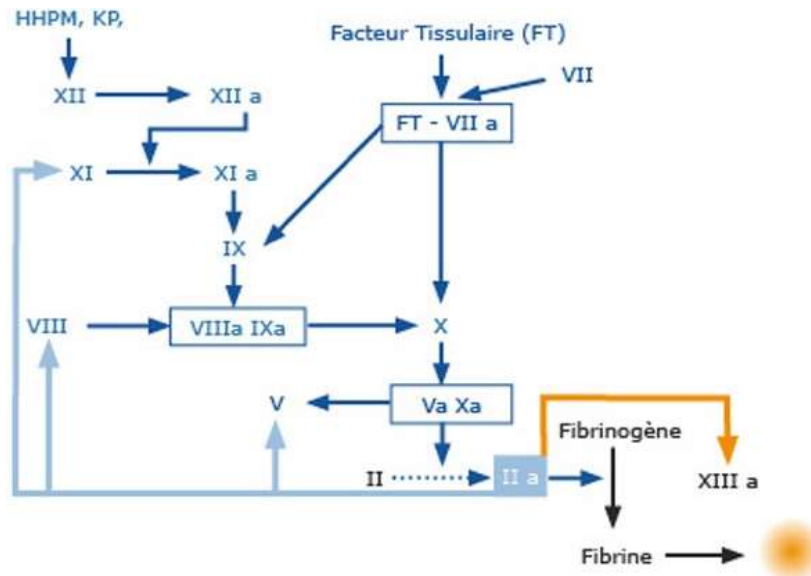 HHPM, KP,
Facteur Tissulaire (FT)
VII
XII
XII a
FT - VII a
XI
XI a
IX
VIII
VIIIa IXa
X
V
Va Xa
Fibrinogène
II
II a
XIII a
Fibrine